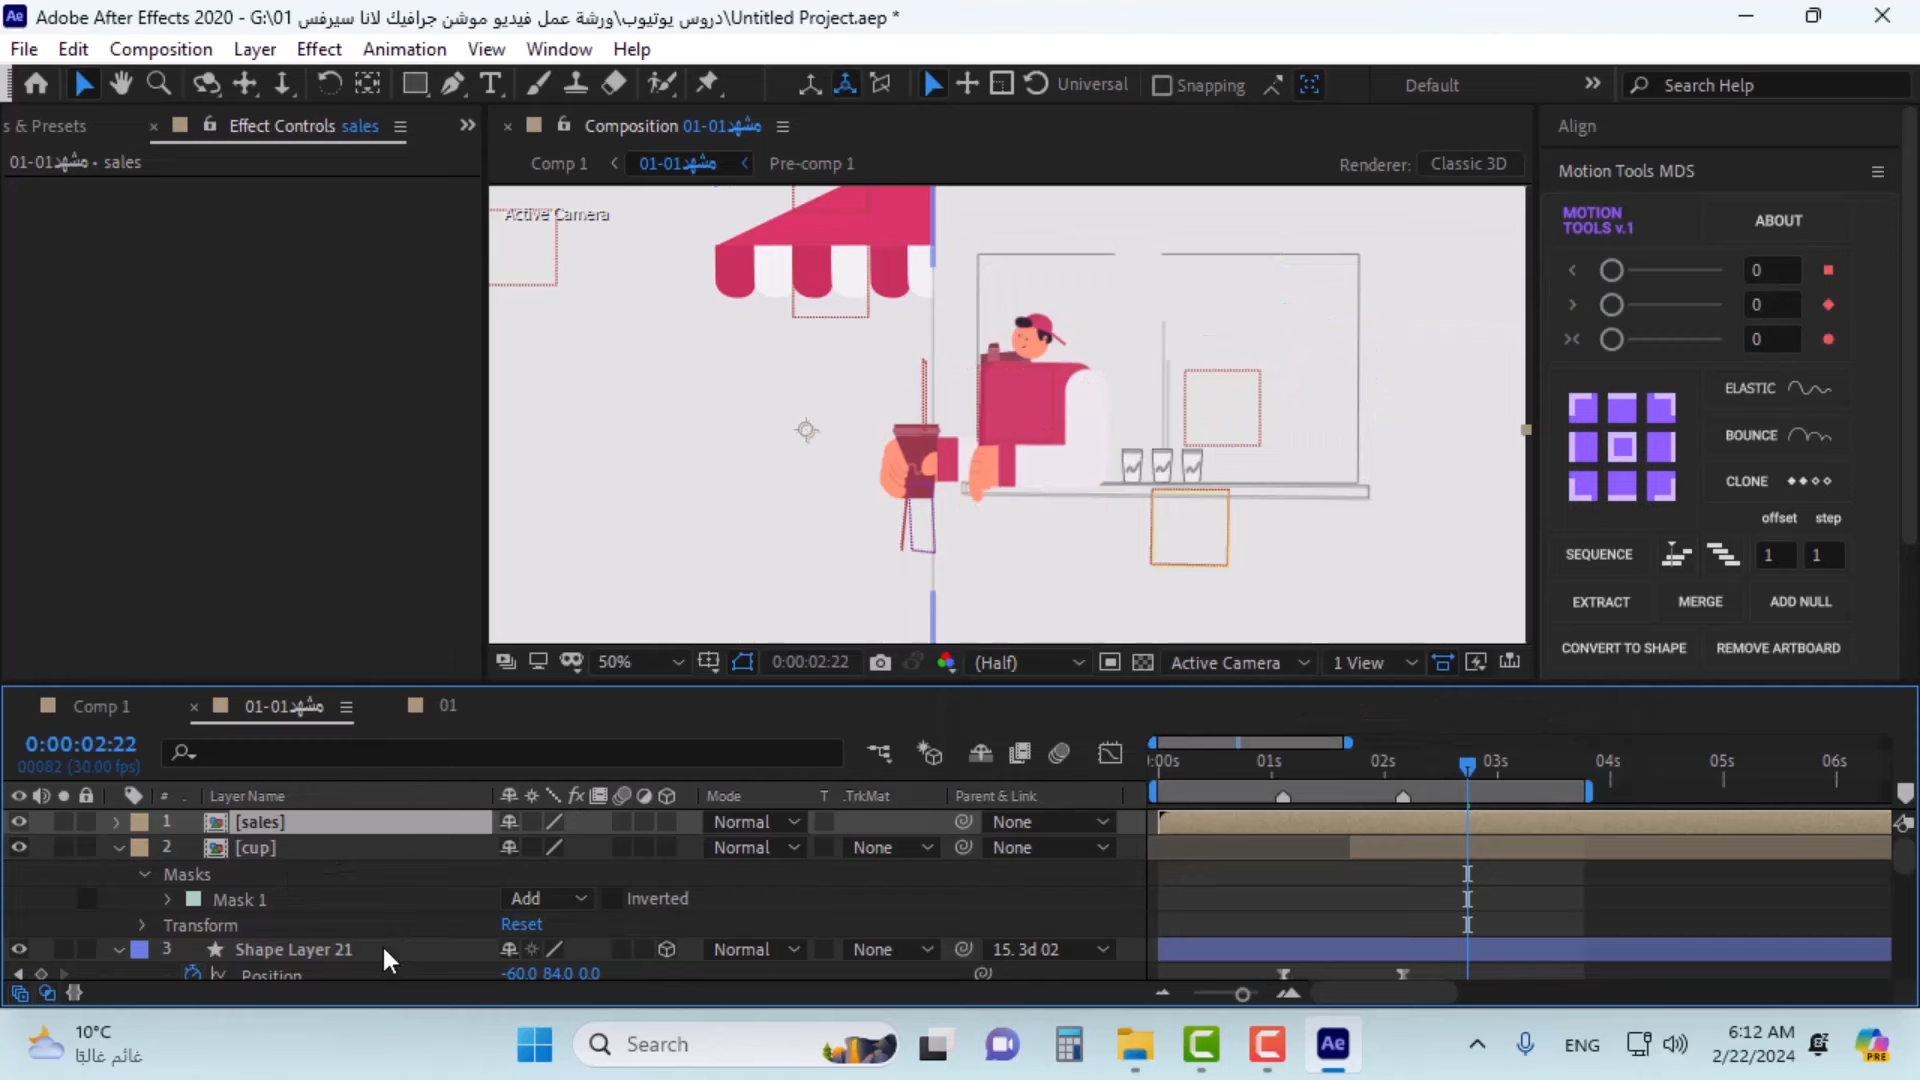 Adobe After Effects 2020 - G:\01 دروس يوتيوب\ورشة عمل فيديو موشن جرافيك لانا سيرفس\Untitled Project.aep *
File Edit Composition Layer Effect Animation View Window Help
Universal Snapping Default Search Help
s & Presets Effect Controls sales Composition 01-01مشهد Align
01-01مشهد • sales Comp 1 01-01مشهد Pre-comp 1 Renderer: Classic 3D Motion Tools MDS
Active Camera
MOTION TOOLS v.1 ABOUT
0
0
0
ELASTIC
BOUNCE
CLONE
offset step
SEQUENCE 1 1
EXTRACT MERGE ADD NULL
CONVERT TO SHAPE REMOVE ARTBOARD
50% 0:00:02:22 (Half) Active Camera 1 View
Comp 1 01-01مشهد 01
0:00:02:22
00082 (30.00 fps)
:00s 01s 02s 03s 04s 05s 06s
# Layer Name Mode T .TrkMat Parent & Link
1 [sales] Normal None
2 [cup] Normal None None
Masks
Mask 1 Add Inverted
Transform Reset
3 Shape Layer 21 Normal None 15. 3d 02
Position -60.0 84.0 0.0
10°C
غائم غالبًا
Search
ENG
6:12 AM
2/22/2024
PRE